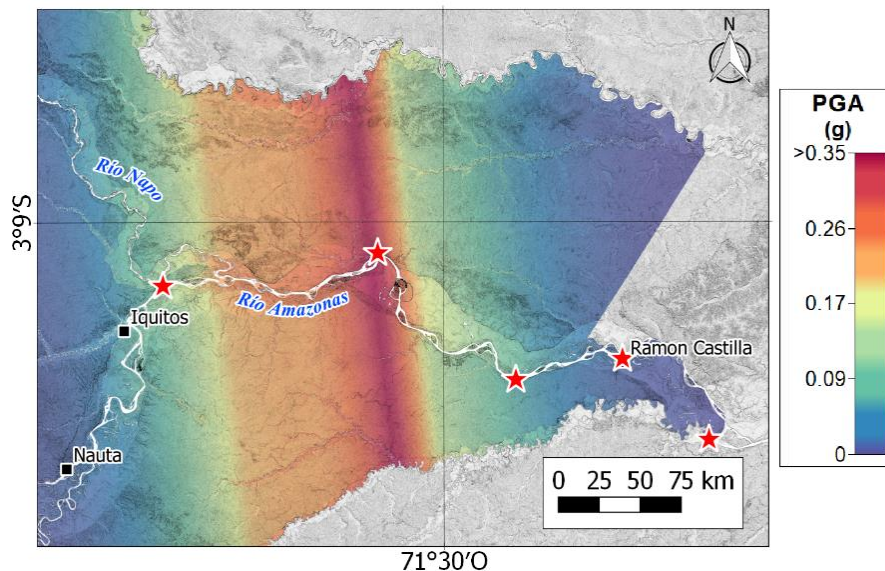 N
Río Napo
3°9'S
Río Amazonas
Iquitos
Ramon Castilla
Nauta
0 25 50 75 km
71°30'O
PGA
(g)
>0.35
0.26
0.17
0.09
0